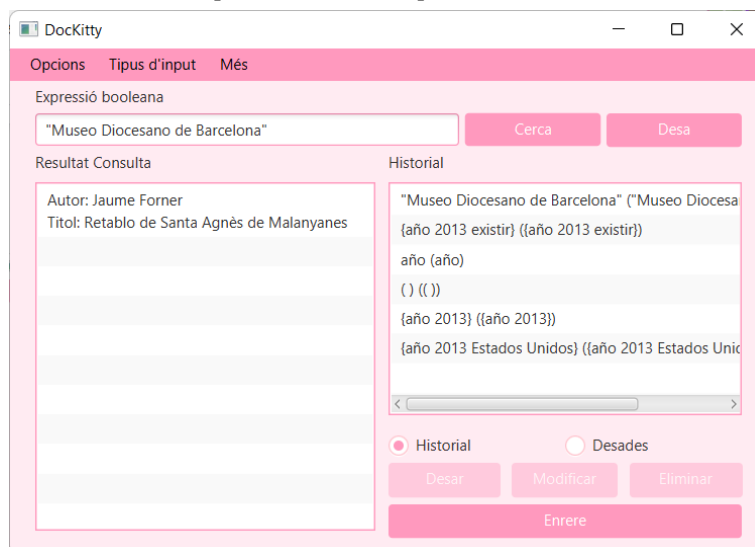 DocKitty
Opcions Tipus d'input Més
Expressió booleana
"Museo Diocesano de Barcelona" Cerca Desa
Resultat Consulta
Autor: Jaume Forner
Titol: Retablo de Santa Agnès de Malanyanes
Historial
"Museo Diocesano de Barcelona" ("Museo Diocesa
{año 2013 existir} ({año 2013 existir})
año (año)
( ) (( ))
{año 2013} ({año 2013})
{año 2013 Estados Unidos} ({año 2013 Estados Unid
Historial Desades
Desar Modificar Eliminar
Enrere